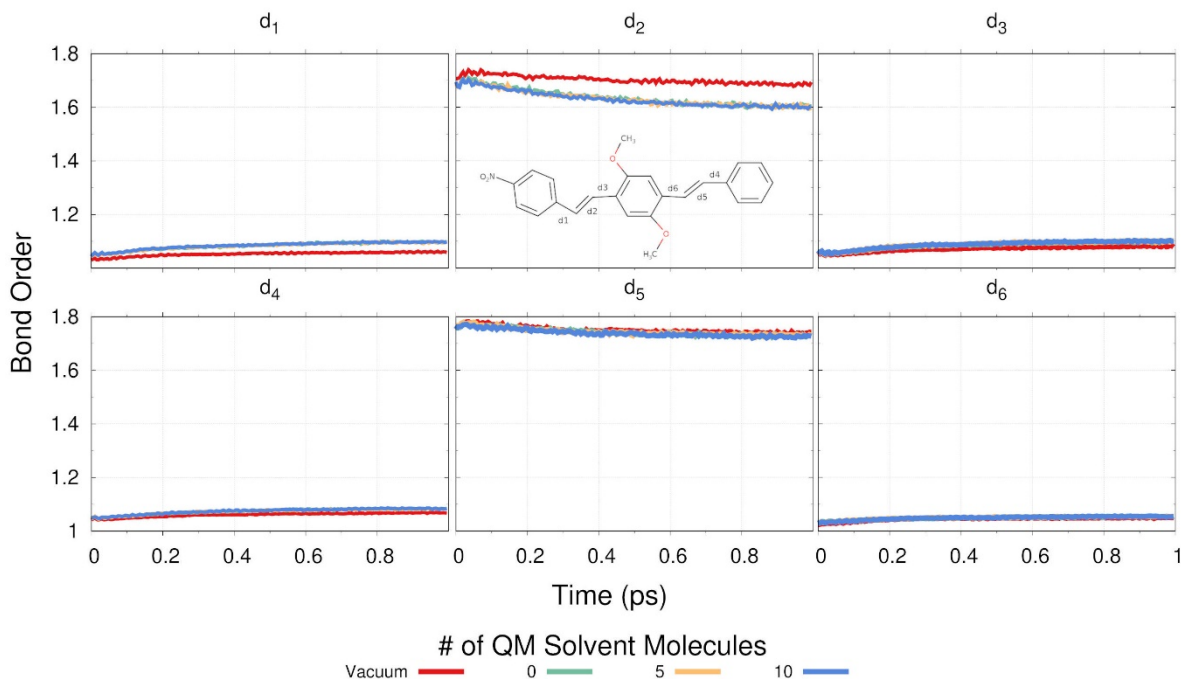 d1 d2 d3
1.8
1.6
1.4
1.2
CH3
O
O2N
d3 d6 d4
d1 d2 d5
O
H3C
Bond Order
d4 d5 d6
1.8
1.6
1.4
1.2
1
0 0.2 0.4 0.6 0.8 0 0.2 0.4 0.6 0.8 0 0.2 0.4 0.6 0.8 1
Time (ps)
# of QM Solvent Molecules
Vacuum 0 5 10